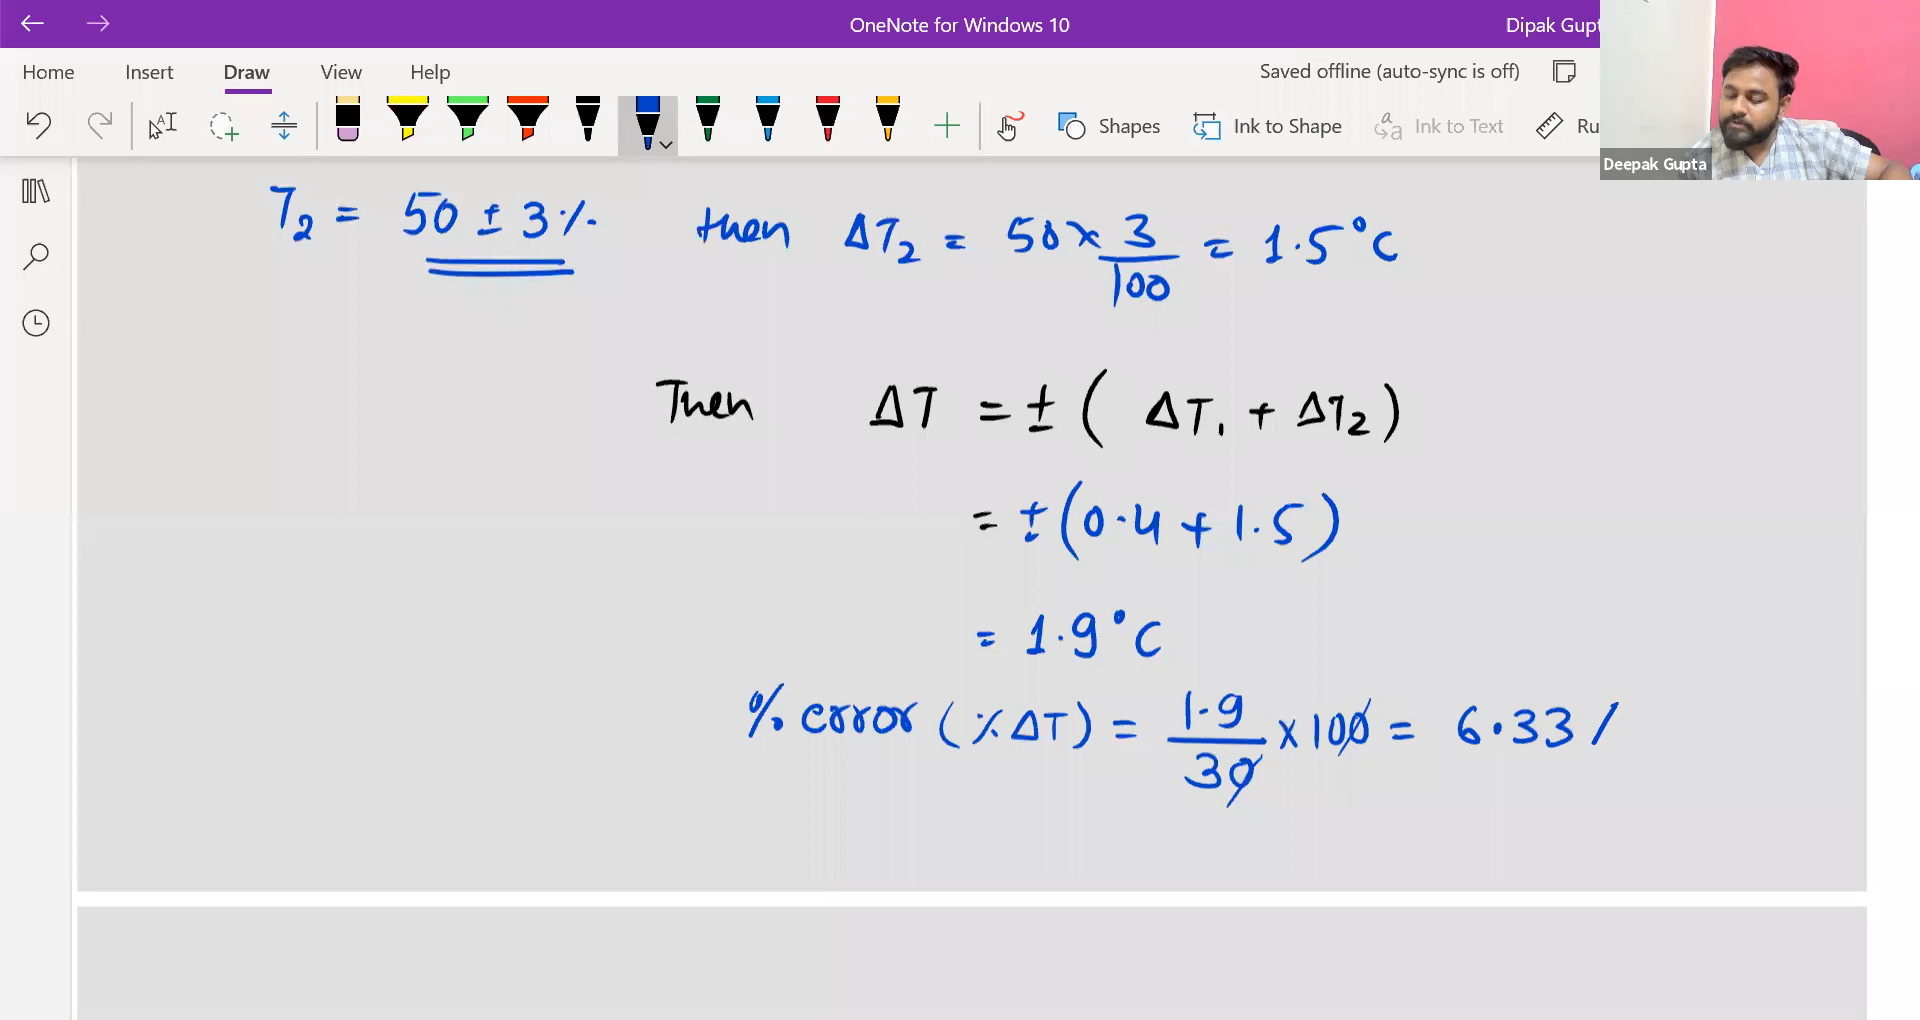 OneNote for Windows 10
Dipak Gupt
Home Insert Draw View Help
Saved offline (auto-sync is off)
Shapes Ink to Shape Ink to Text Ru
Deepak Gupta
T₂ = 50 ± 3% then ΔT₂ = 50 × 3/100 = 1.5°C
Then ΔT = ± ( ΔT₁ + ΔT₂ )
= ± (0.4 + 1.5)
= 1.9°C
% error (% ΔT) = 1.9/30 × 100 = 6.33 /